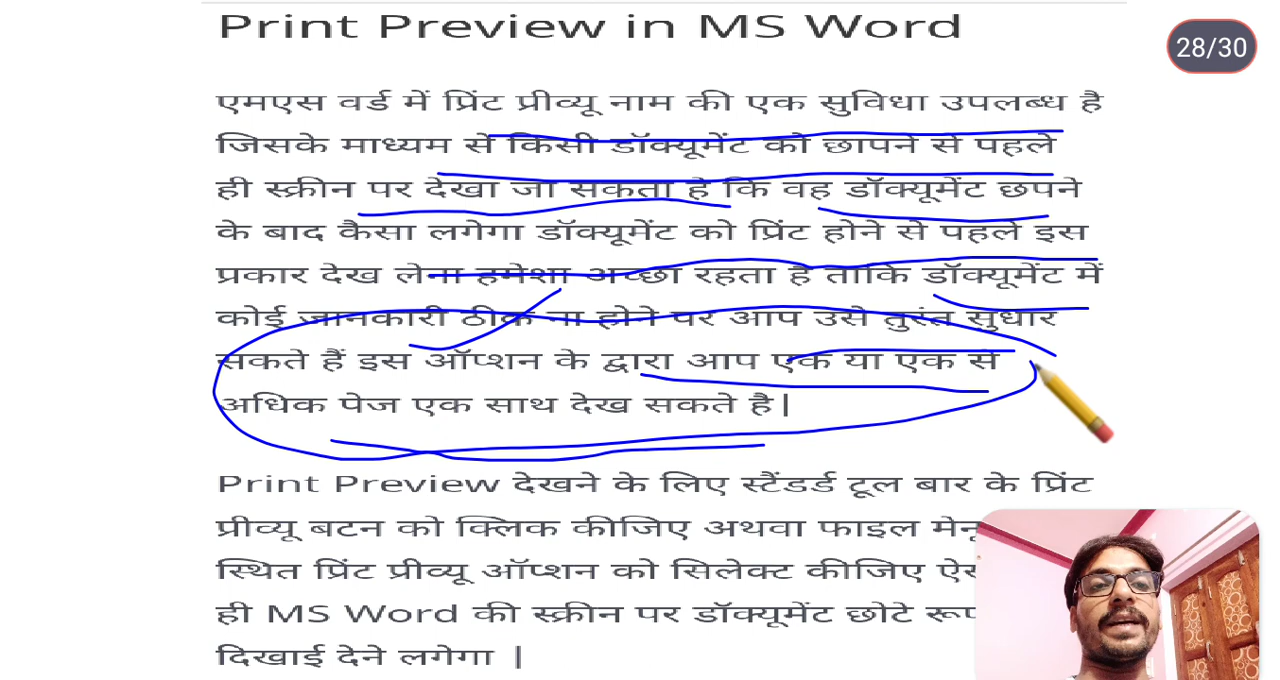 Print Preview in MS Word
28/30
एमएस वर्ड में प्रिंट प्रीव्यू नाम की एक सुविधा उपलब्ध है
जिसके माध्यम से किसी डॉक्यूमेंट को छापने से पहले
ही स्क्रीन पर देखा जा सकता है कि वह डॉक्यूमेंट छपने
के बाद कैसा लगेगा डॉक्यूमेंट को प्रिंट होने से पहले इस
प्रकार देख लेना हमेशा अच्छा रहता है ताकि डॉक्यूमेंट में
कोई जानकारी ठीक ना होने पर आप उसे तुरंत सुधार
सकते हैं इस ऑप्शन के द्वारा आप एक या एक से
अधिक पेज एक साथ देख सकते है|
Print Preview देखने के लिए स्टैंडर्ड टूल बार के प्रिंट
प्रीव्यू बटन को क्लिक कीजिए अथवा फाइल
स्थित प्रिंट प्रीव्यू ऑप्शन को सिलेक्ट कीजिए
ही MS Word की स्क्रीन पर डॉक्यूमेंट छोटे
दिखाई देने लगेगा |